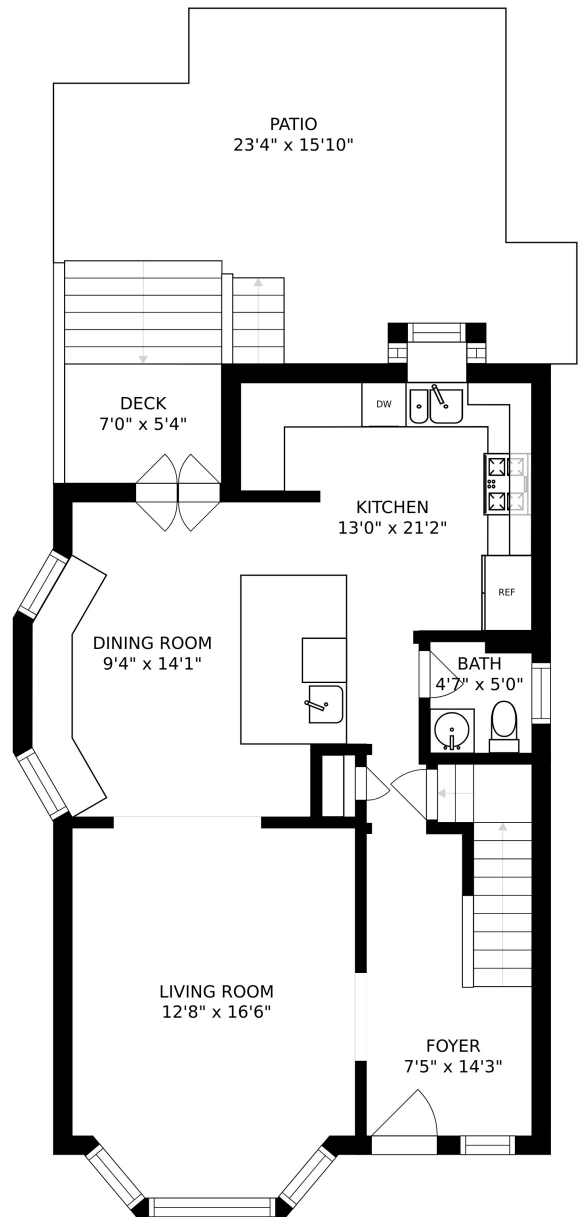 PATIO
23'4" x 15'10"
DECK
7'0" x 5'4"
DW
KITCHEN
13'0" x 21'2"
REF
DINING ROOM
9'4" x 14'1"
BATH
4'7" x 5'0"
LIVING ROOM
12'8" x 16'6"
FOYER
7'5" x 14'3"